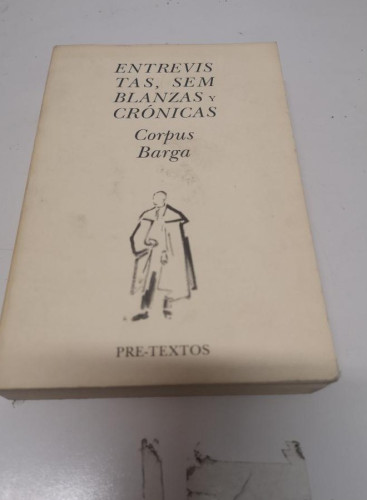 ENTREVIS
TAS, SEM
BLANZAS Y
CRÓNICAS
Corpus
Barga
PRE-TEXTOS